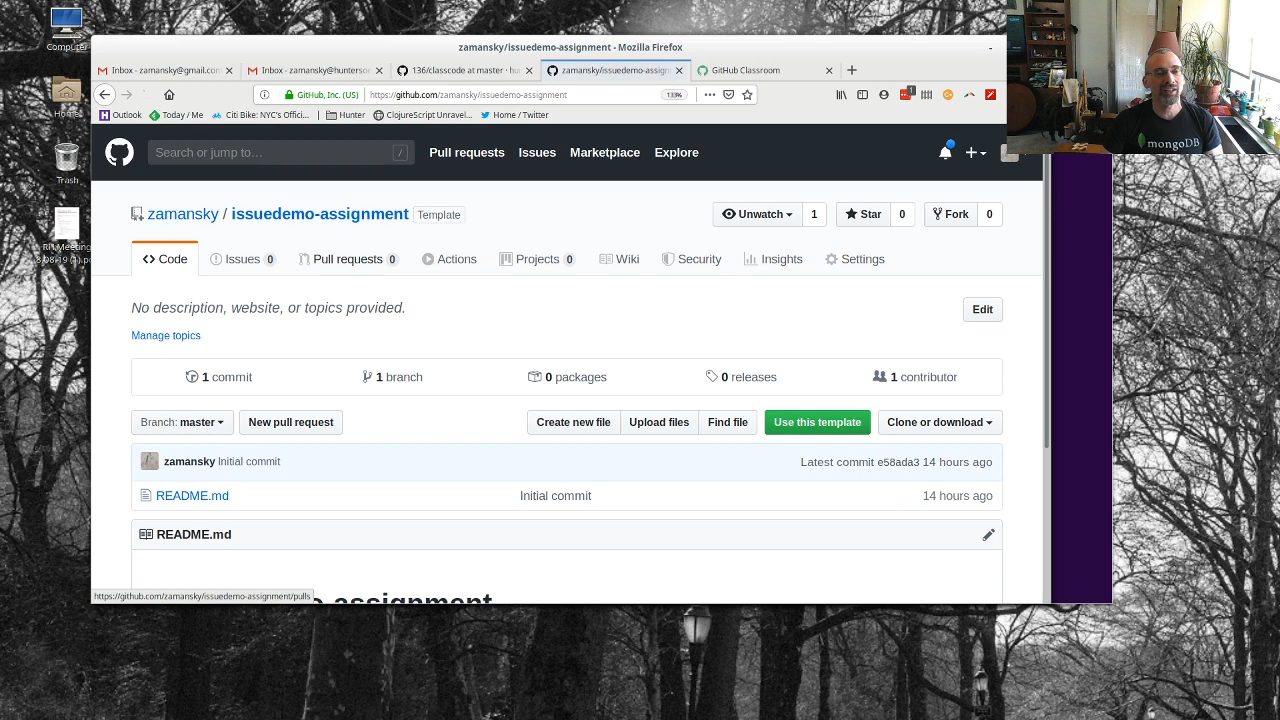 Computer
Home
Trash
zamansky/issuedemo-assignment - Mozilla Firefox
Inbox - zamansky@gmail.com
Inbox - zamansky
136/classcode at master · 
zamansky/issuedemo-assign
GitHub Classroom
GitHub, Inc. (US)
https://github.com/zamansky/issuedemo-assignment
133%
1
Outlook
Today / Me
Citi Bike: NYC's Offici...
Hunter
ClojureScript Unravel...
Home / Twitter
Search or jump to...
/
Pull requests
Issues
Marketplace
Explore
mongoDB
zamansky / issuedemo-assignment
Template
Unwatch 1
Star 0
Fork 0
Code
Issues 0
Pull requests 0
Actions
Projects 0
Wiki
Security
Insights
Settings
No description, website, or topics provided.
Edit
Manage topics
1 commit
1 branch
0 packages
0 releases
1 contributor
Branch: master
New pull request
Create new file
Upload files
Find file
Use this template
Clone or download
zamansky Initial commit
Latest commit e58ada3 14 hours ago
README.md
Initial commit
14 hours ago
README.md
https://github.com/zamansky/issuedemo-assignment/pulls